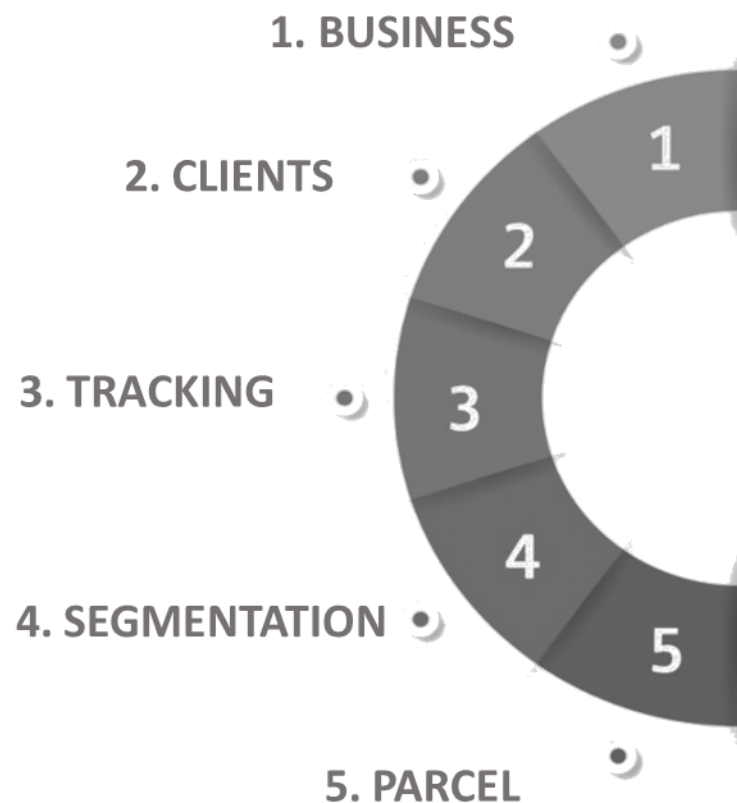 1. BUSINESS
1
2. CLIENTS
2
3. TRACKING
3
4
4. SEGMENTATION
5
5. PARCEL